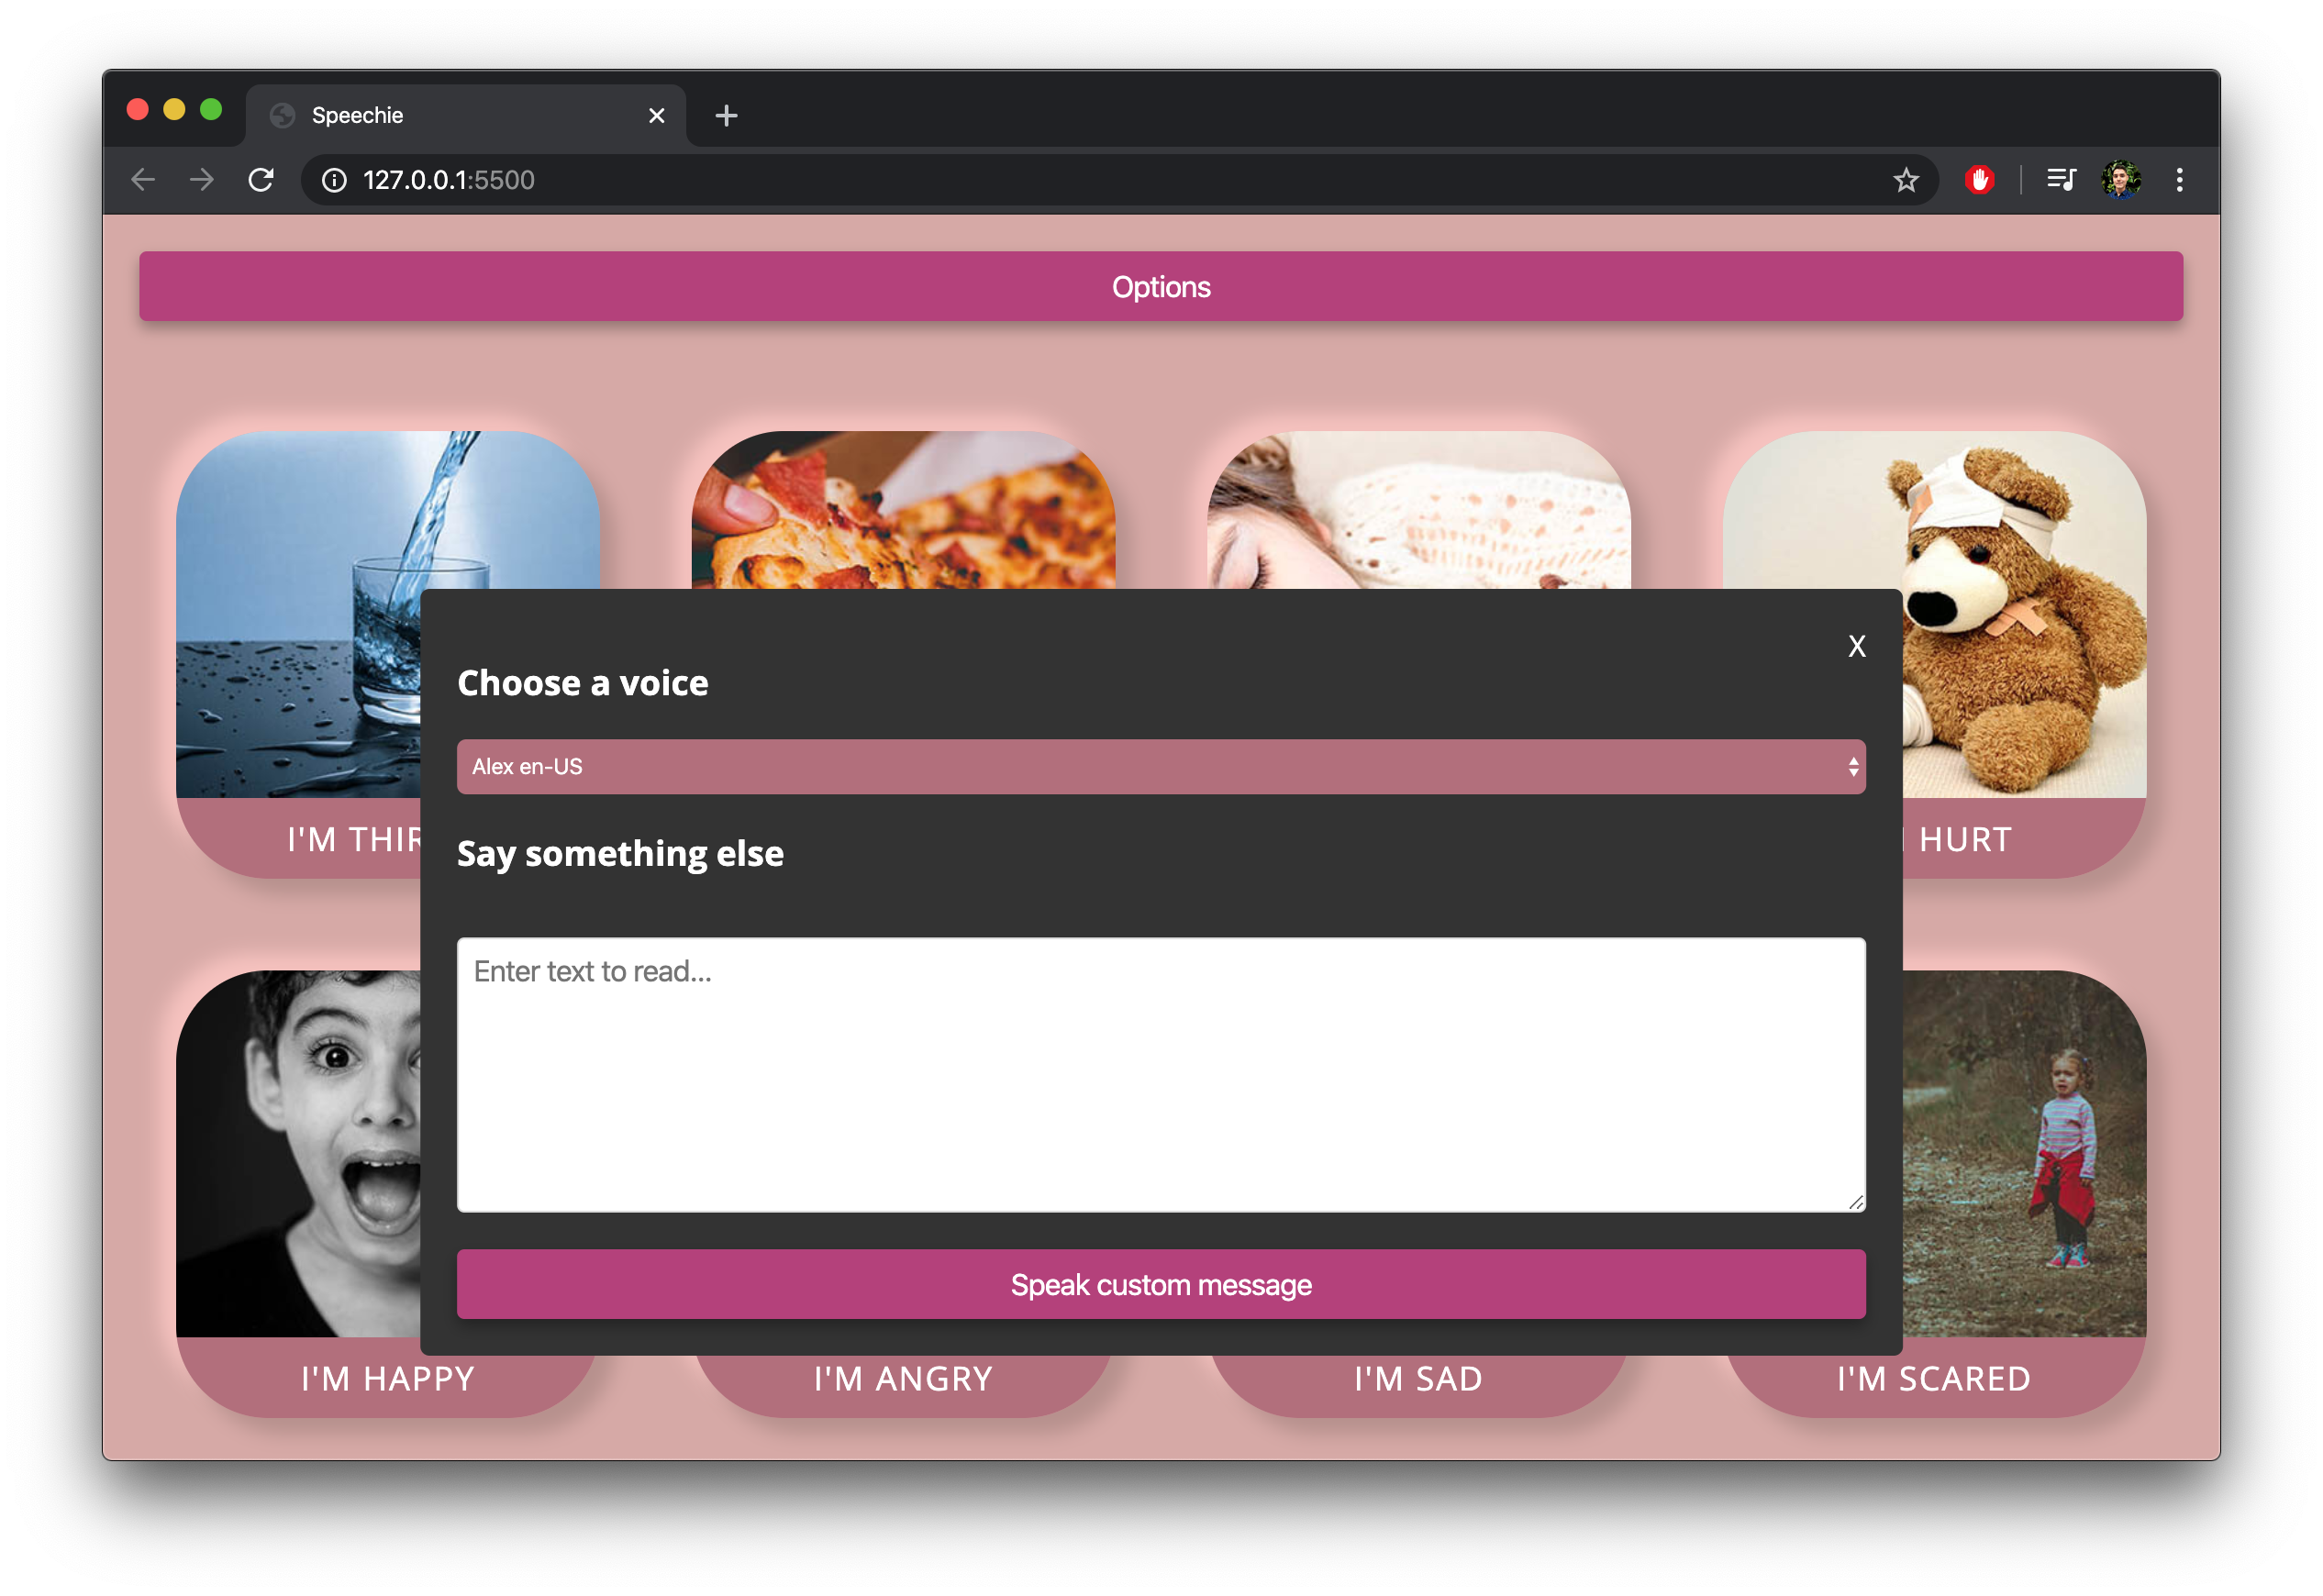 Speechie
127.0.0.1:5500
Options
X
Choose a voice
Alex en-US
Say something else
I'M
HURT
Enter text to read...
Speak custom message
I'M HAPPY
I'M ANGRY
I'M SAD
I'M SCARED